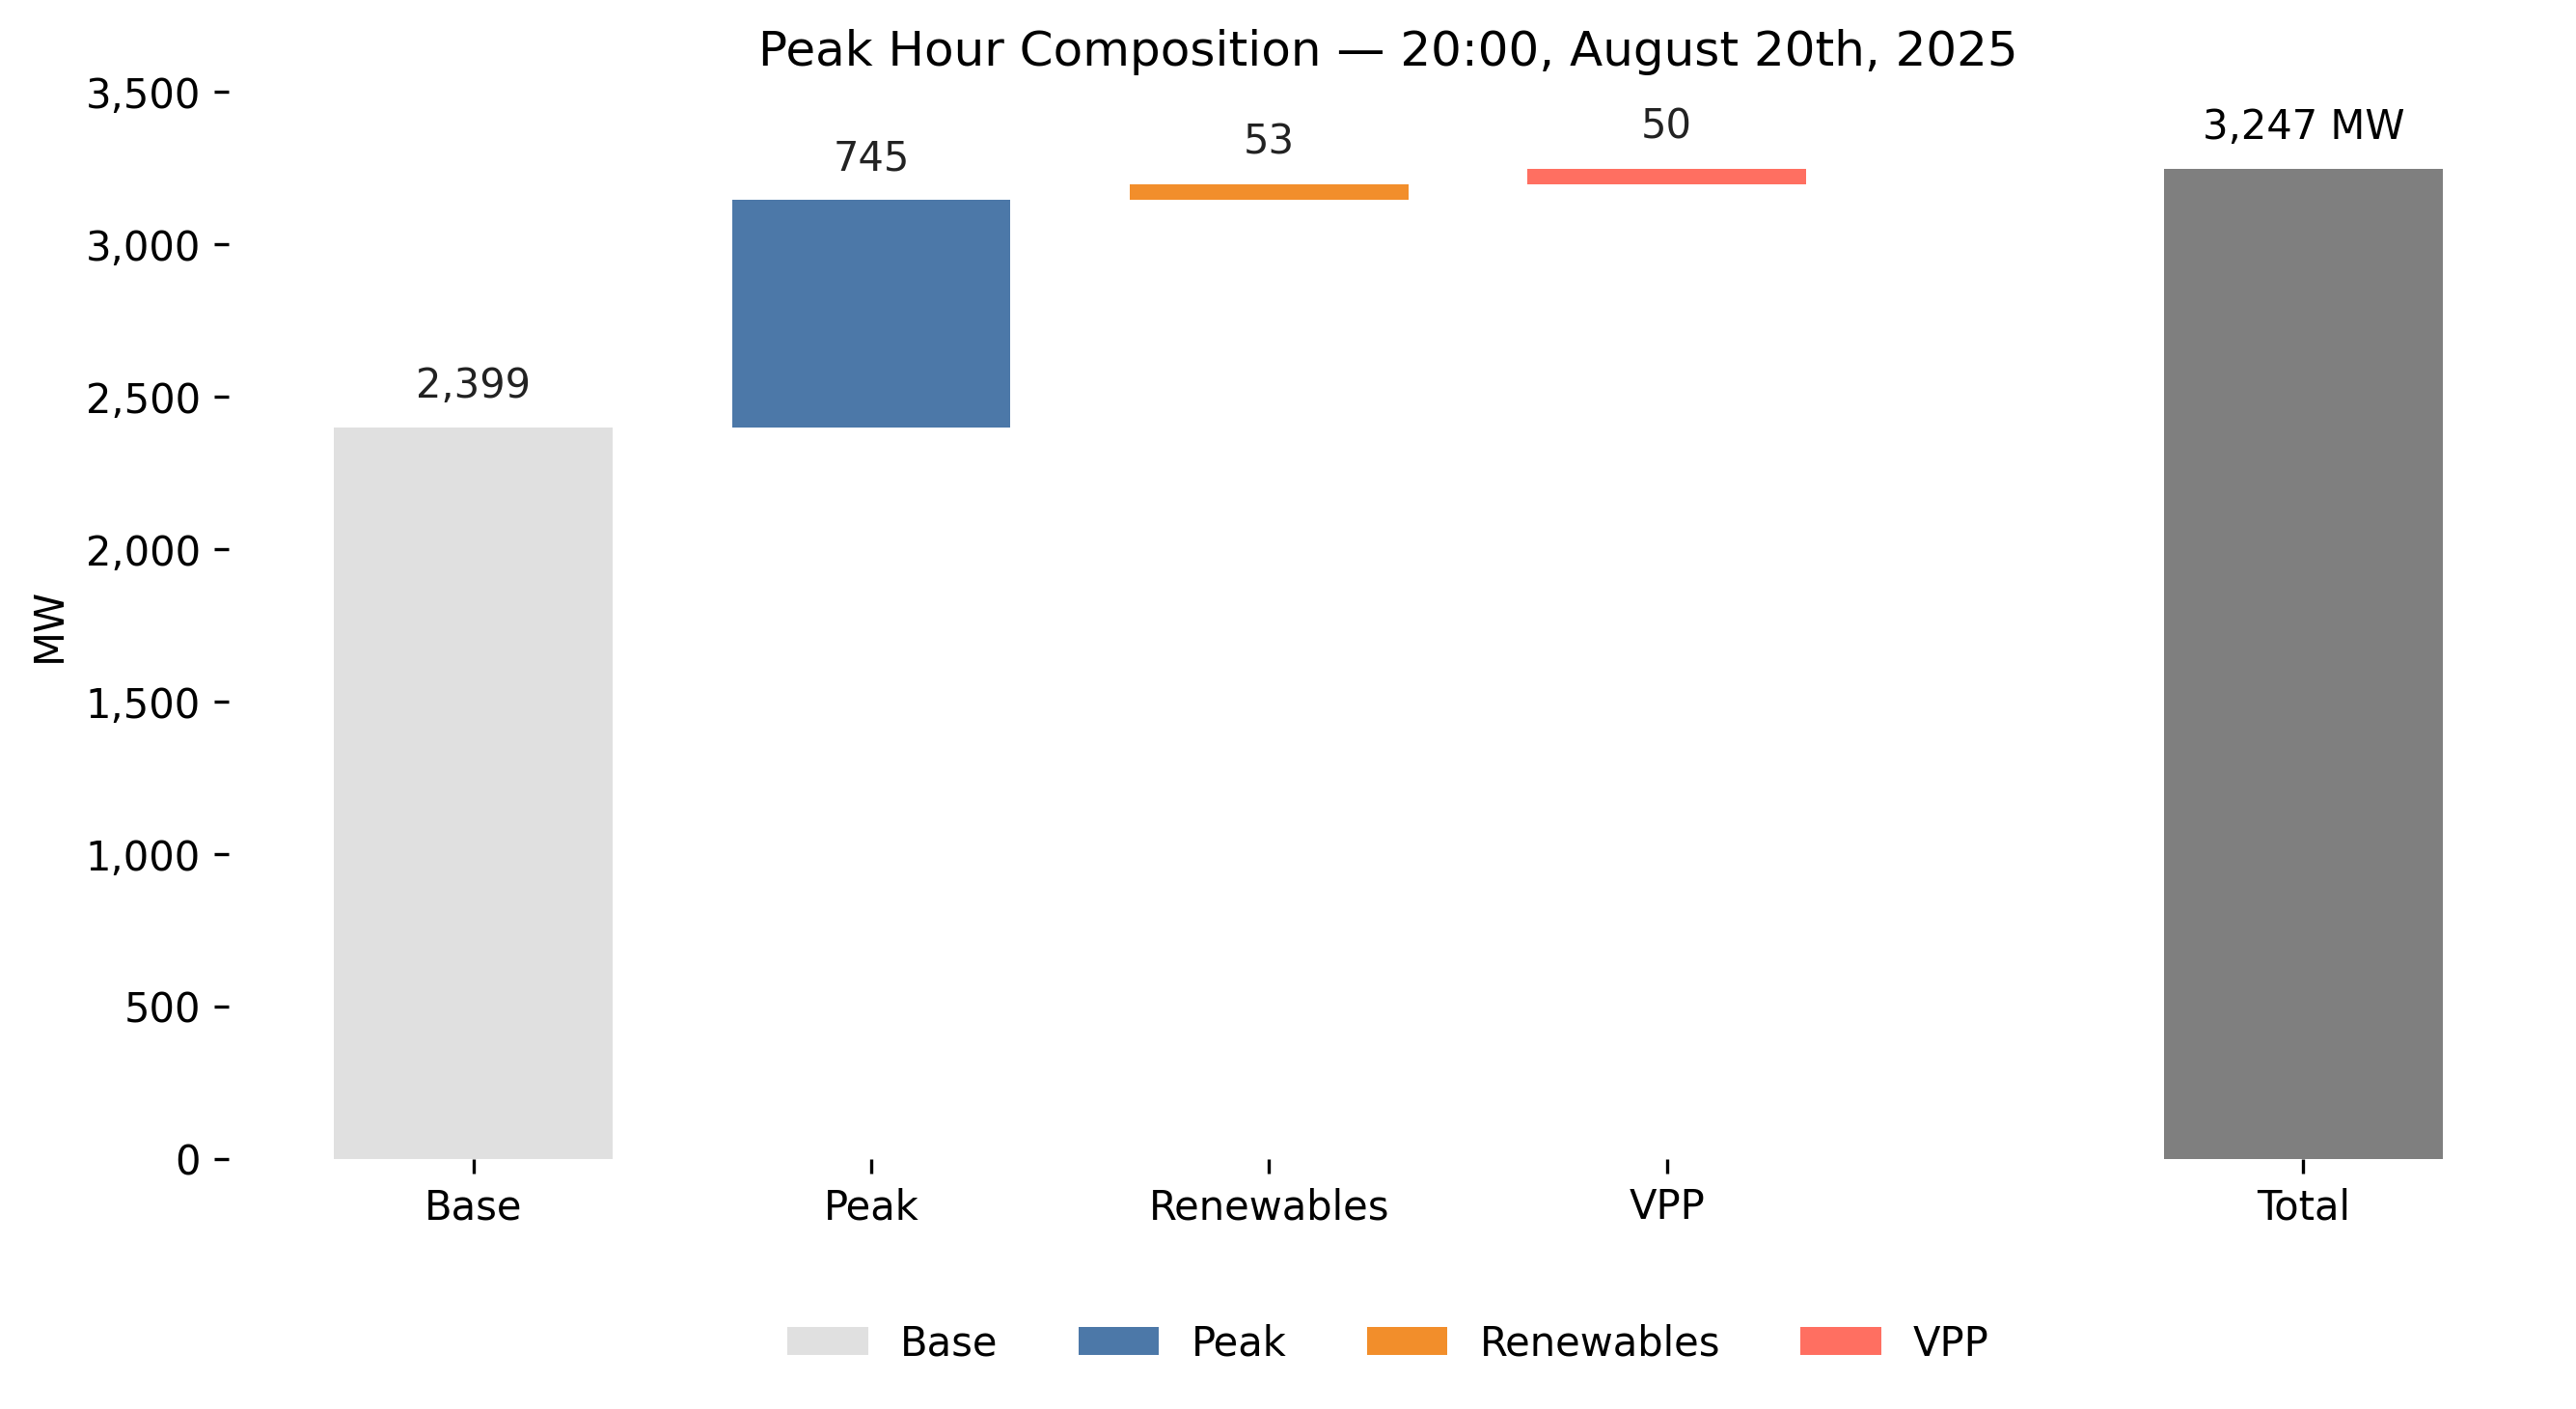 Peak Hour Composition — 20:00, August 20th, 2025
3,500
3,000
2,500
2,000
1,500
1,000
500
0
MW
2,399
745
53
50
3,247 MW
Base
Peak
Renewables
VPP
Total
Base
Peak
Renewables
VPP